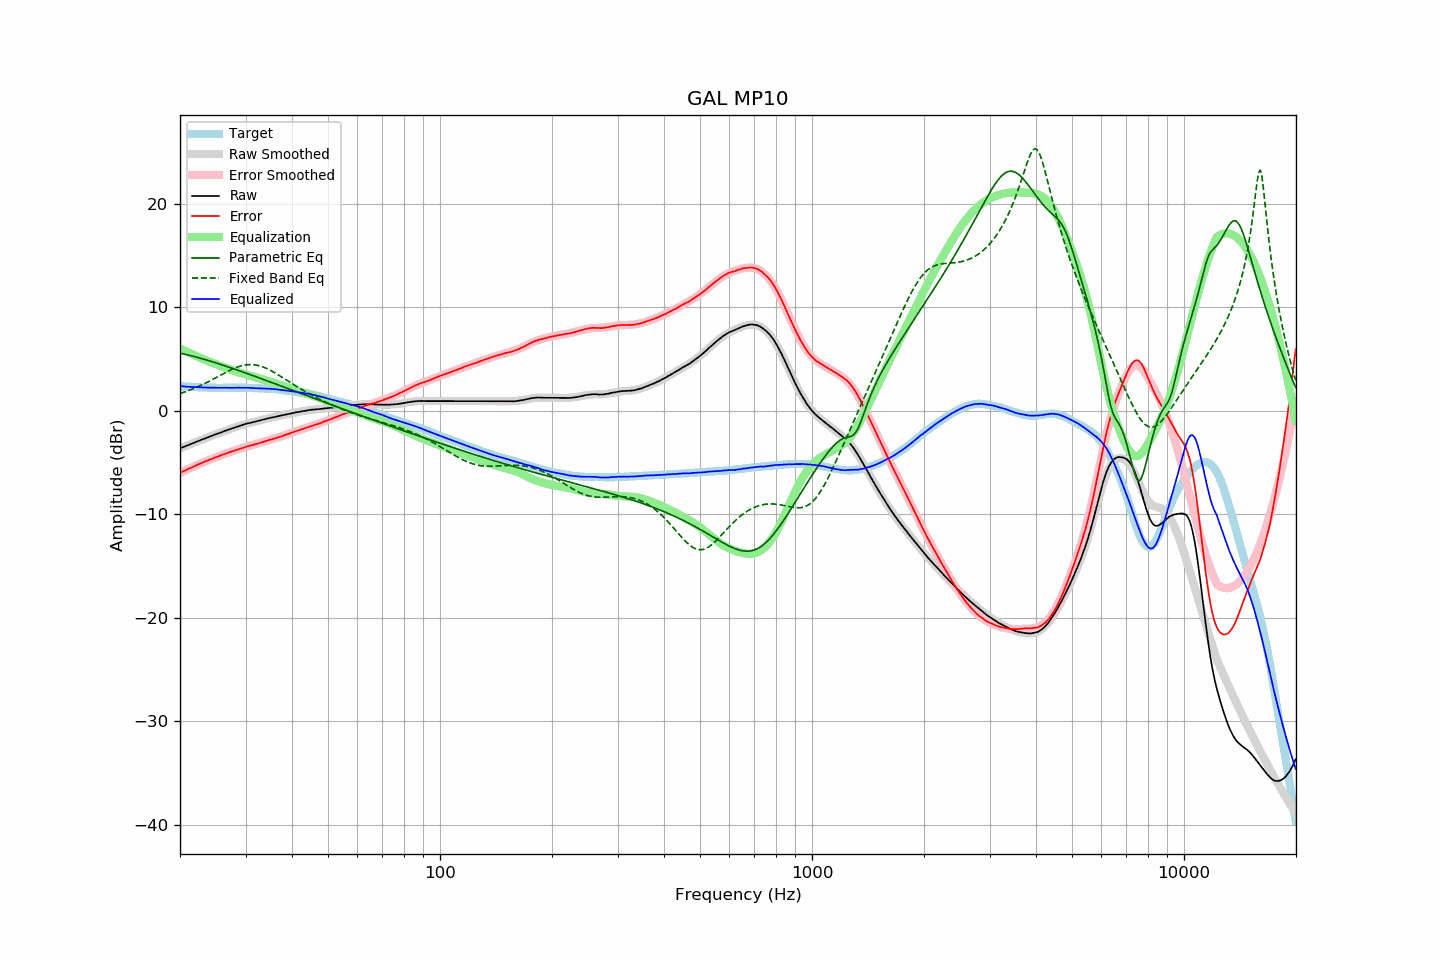 GAL MP10
Target
Raw Smoothed
Error Smoothed
Raw
Error
Equalization
Parametric Eq
Fixed Band Eq
Equalized
20
10
0
−10
−20
−30
−40
Amplitude (dBr)
100
1000
10000
Frequency (Hz)